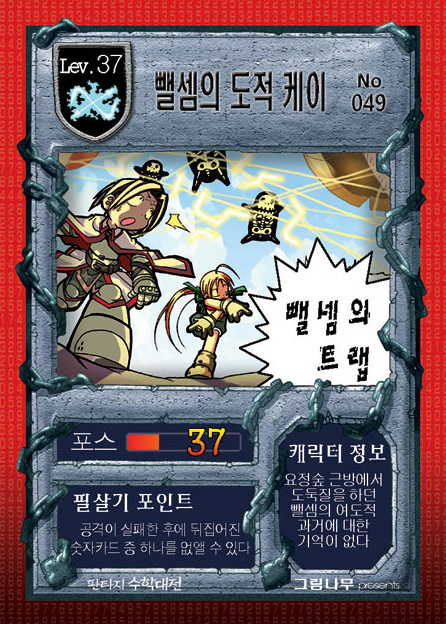 Lev. 37
뺄셈의 도적 케이
No
049
뺄셈의
트랩
포스 37
캐릭터 정보
요정숲 근방에서
도둑질을 하던
뺄셈의 여도적
과거에 대한
기억이 없다
필살기 포인트
공격이 실패한 후에 뒤집어진
숫자카드 중 하나를 없앨 수 있다
판타지 수학대전
그림나무 presents